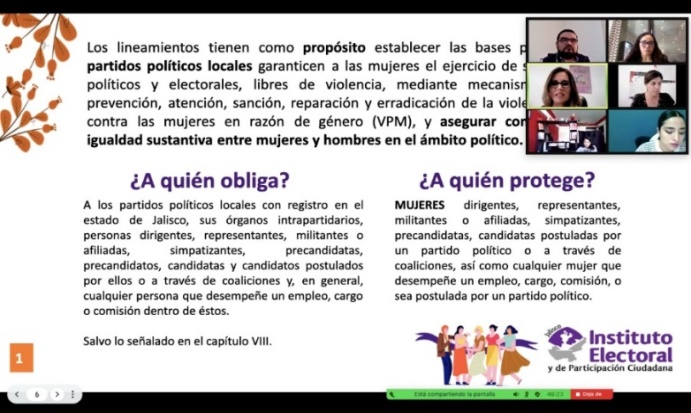 Los lineamientos tienen como propósito establecer las bases p
partidos políticos locales garanticen a las mujeres el ejercicio de s
políticos y electorales, libres de violencia, mediante mecanism
prevención, atención, sanción, reparación y erradicación de la viole
contra las mujeres en razón de género (VPM), y asegurar con
igualdad sustantiva entre mujeres y hombres en el ámbito político.
¿A quién obliga?
A los partidos políticos locales con registro en el
estado de Jalisco, sus órganos intrapartidarios,
personas dirigentes, representantes, militantes o
afiliadas, simpatizantes, precandidatas,
precandidatos, candidatas y candidatos postulados
por ellos o a través de coaliciones y, en general,
cualquier persona que desempeñe un empleo, cargo
o comisión dentro de éstos.
Salvo lo señalado en el capítulo VIII.
¿A quién protege?
MUJERES dirigentes, representantes,
militantes o afiliadas, simpatizantes,
precandidatas, candidatas postuladas por
un partido político o a través de
coaliciones, así como cualquier mujer que
desempeñe un empleo, cargo, comisión, o
sea postulada por un partido político.
Jalisco
Instituto
Electoral
y de Participación Ciudadana
1
6
Está compartiendo la pantalla
Deja de